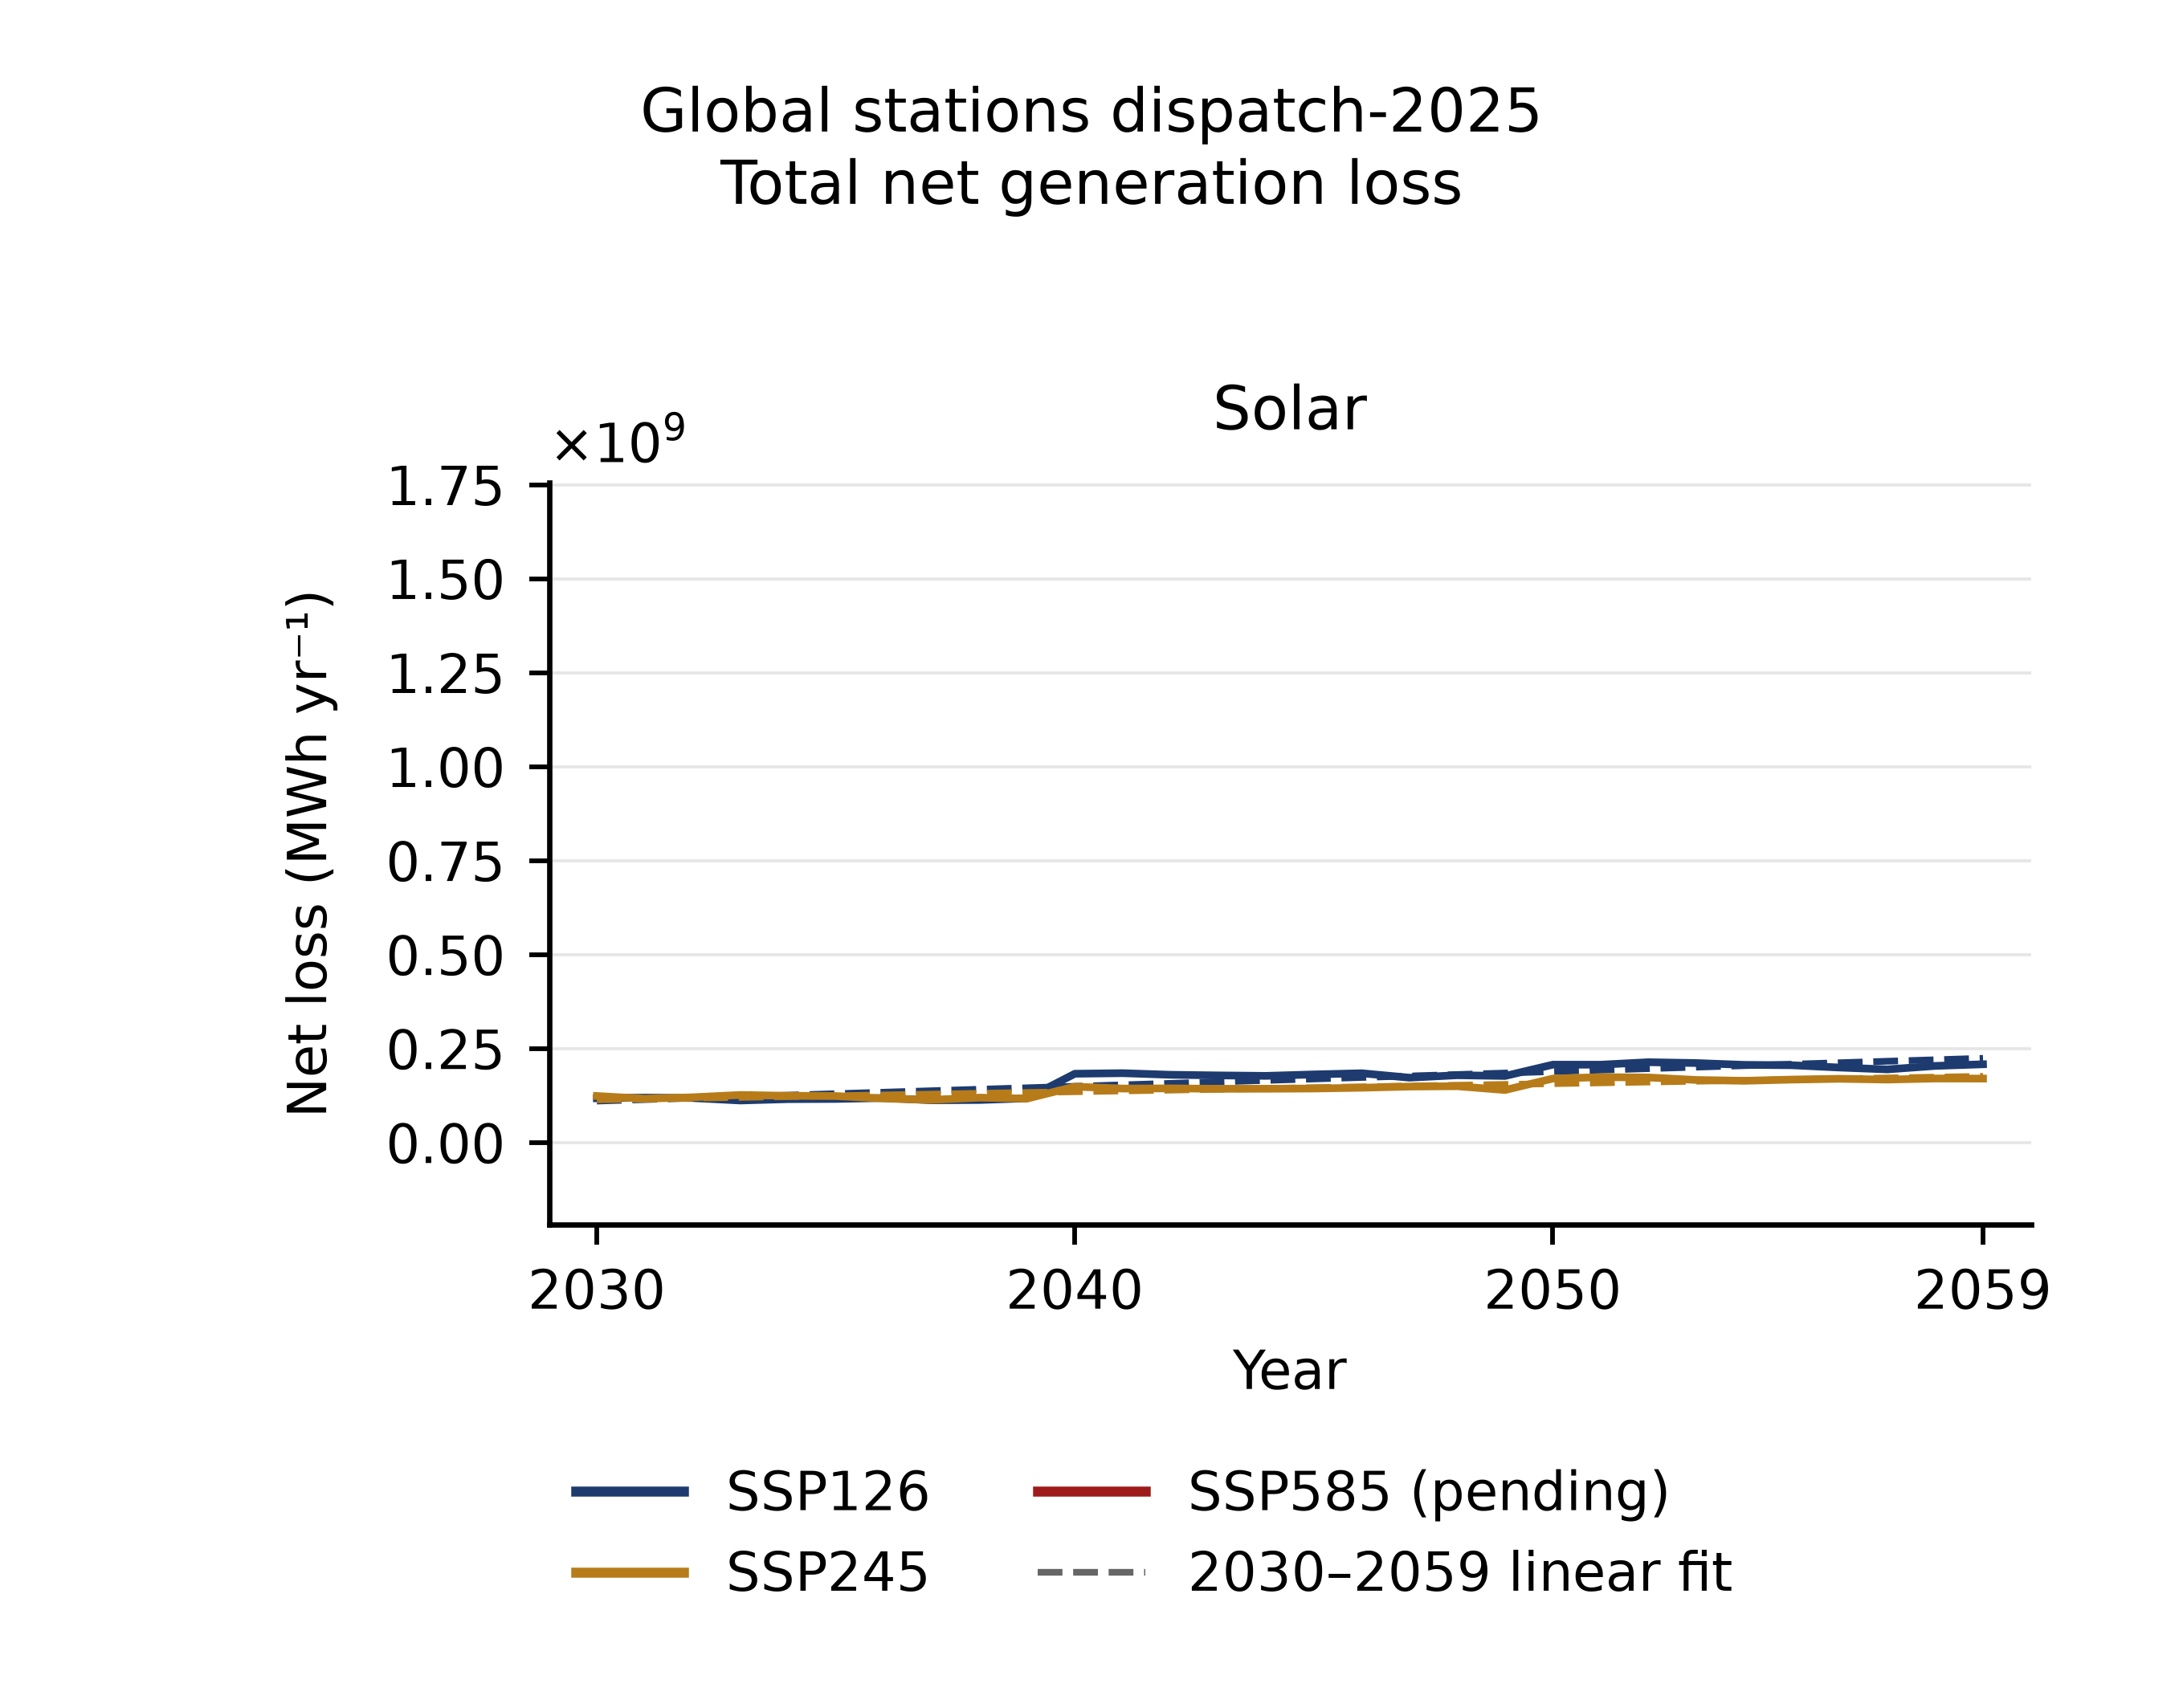 Global stations dispatch-2025
Total net generation loss
Solar
×10⁹
1.75
1.50
1.25
1.00
0.75
0.50
0.25
0.00
Net loss (MWh yr⁻¹)
2030 2040 2050 2059
Year
SSP126 SSP585 (pending)
SSP245 2030–2059 linear fit